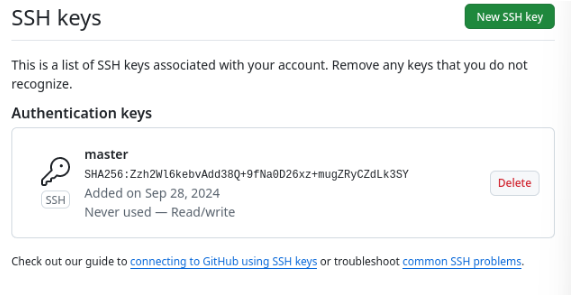 SSH keys
New SSH key
This is a list of SSH keys associated with your account. Remove any keys that you do not
recognize.
Authentication keys
master
SHA256:Zzh2Wl6kebvAdd38Q+9fNa0D26xz+mugZRyCZdLk3SY
Added on Sep 28, 2024
Never used — Read/write
SSH
Delete
Check out our guide to connecting to GitHub using SSH keys or troubleshoot common SSH problems.